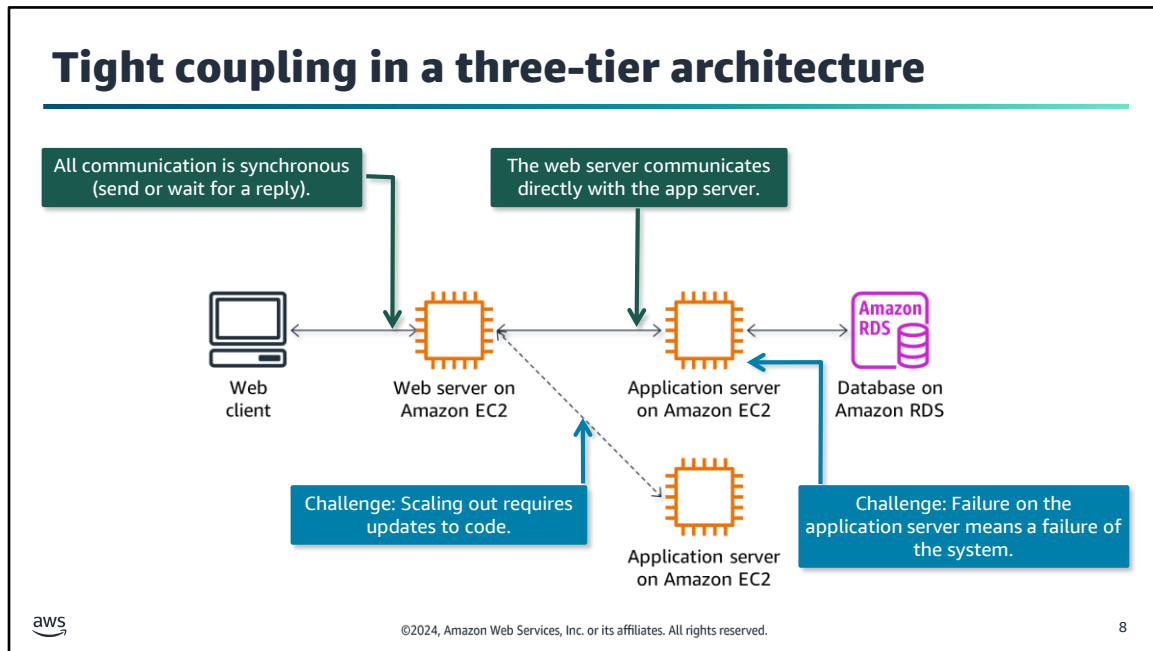 Tight coupling in a three-tier architecture
All communication is synchronous
(send or wait for a reply).
The web server communicates
directly with the app server.
Amazon
RDS
Web
client
Web server on
Amazon EC2
Application server
on Amazon EC2
Database on
Amazon RDS
Challenge: Scaling out requires
updates to code.
Challenge: Failure on the
application server means a failure of
the system.
Application server
on Amazon EC2
aws
©2024, Amazon Web Services, Inc. or its affiliates. All rights reserved.
8